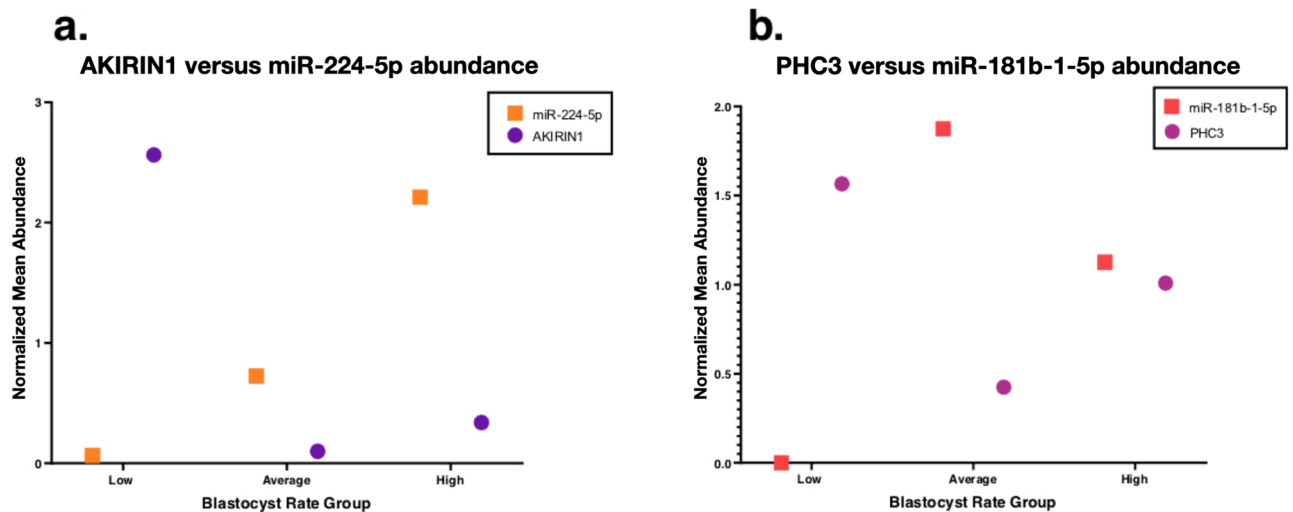 a.
AKIRIN1 versus miR-224-5p abundance
miR-224-5p
AKIRIN1
Normalized Mean Abundance
3
2
1
0
Low
Average
High
Blastocyst Rate Group
b.
PHC3 versus miR-181b-1-5p abundance
miR-181b-1-5p
PHC3
Normalized Mean Abundance
2.0
1.5
1.0
0.5
0.0
Low
Average
High
Blastocyst Rate Group